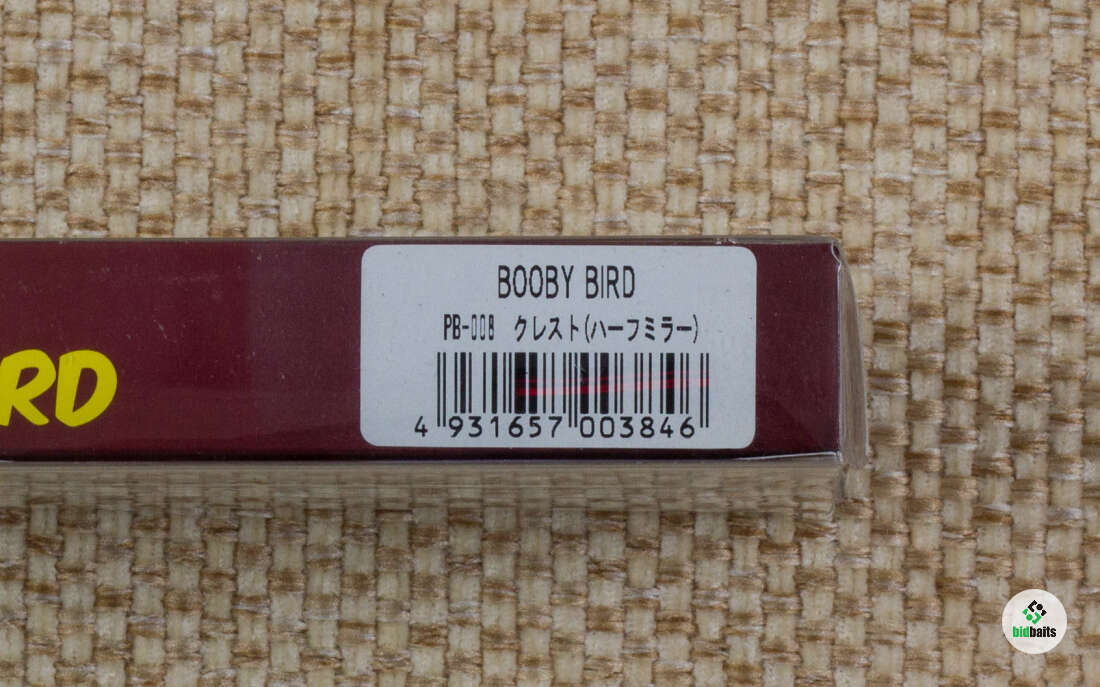 BOOBY BIRD
PB-008 クレスト(ハーフミラー)
4 931657 003846
RD
bidbaits